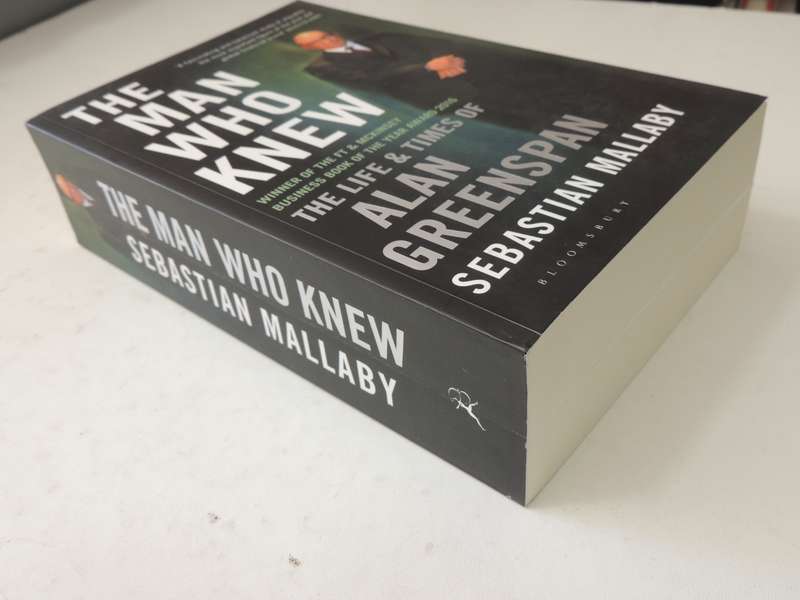 THE
MAN
WHO
KNEW
WINNER OF THE FT & MCKINSEY
BUSINESS BOOK OF THE YEAR AWARD 2016
THE LIFE & TIMES OF
ALAN
GREENSPAN
SEBASTIAN MALLABY
BLOOMSBURY
THE MAN WHO KNEW
SEBASTIAN MALLABY